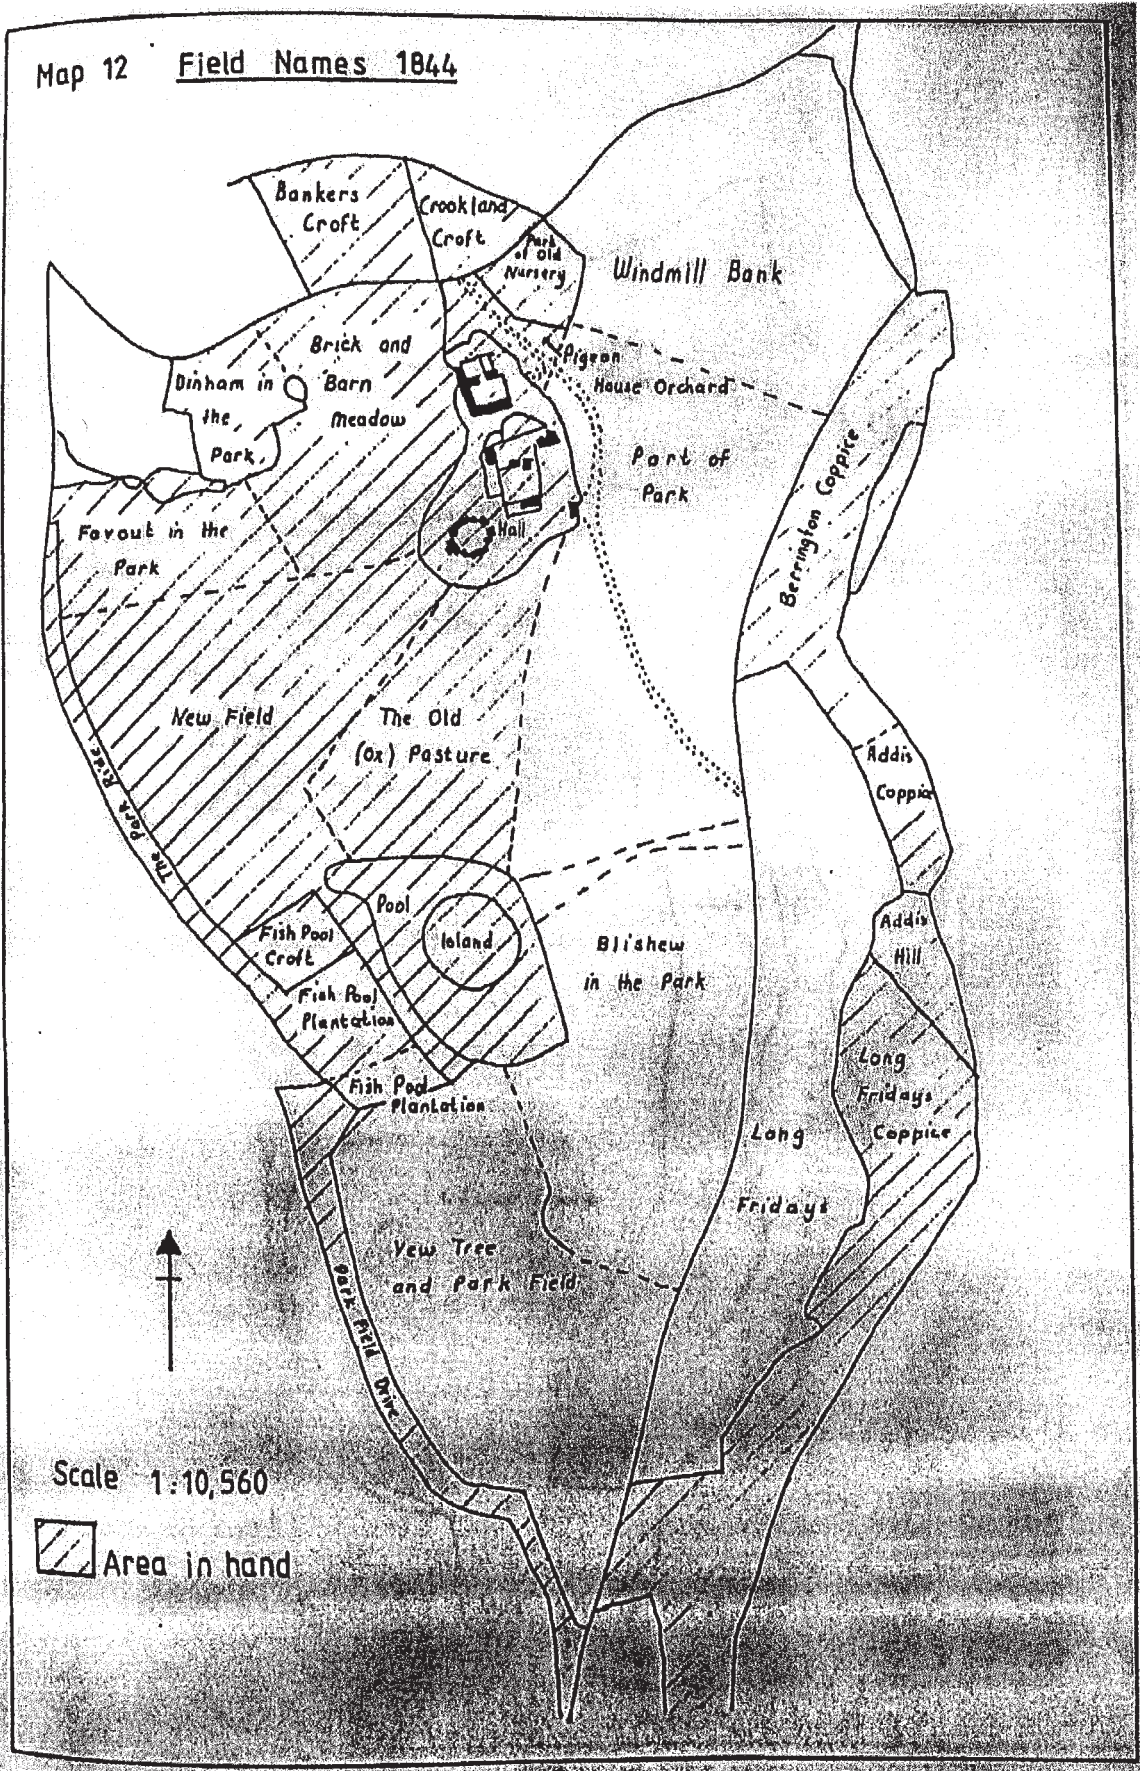 Map 12 Field Names 1844
Bankers
Croft
Crookland
Croft
Park
of Old
Nursery
Windmill Bank
Brick and
Barn
Meadow
Dinham in
the
Park
Pigeon
House Orchard
Part of
Park
Berrington Coppice
Favout in the
Park
Hall
New Field
The Old
(Ox) Pasture
The Park Ride
Addis
Coppice
Pool
Island
Fish Pool
Croft
Fish Pool
Plantation
Blishew
in the Park
Addis
Hill
Long
Fridays
Coppice
Fish Pool
Plantation
Long
Fridays
Yew Tree
and Park Field
Park Field Drive
Scale 1:10,560
Area in hand